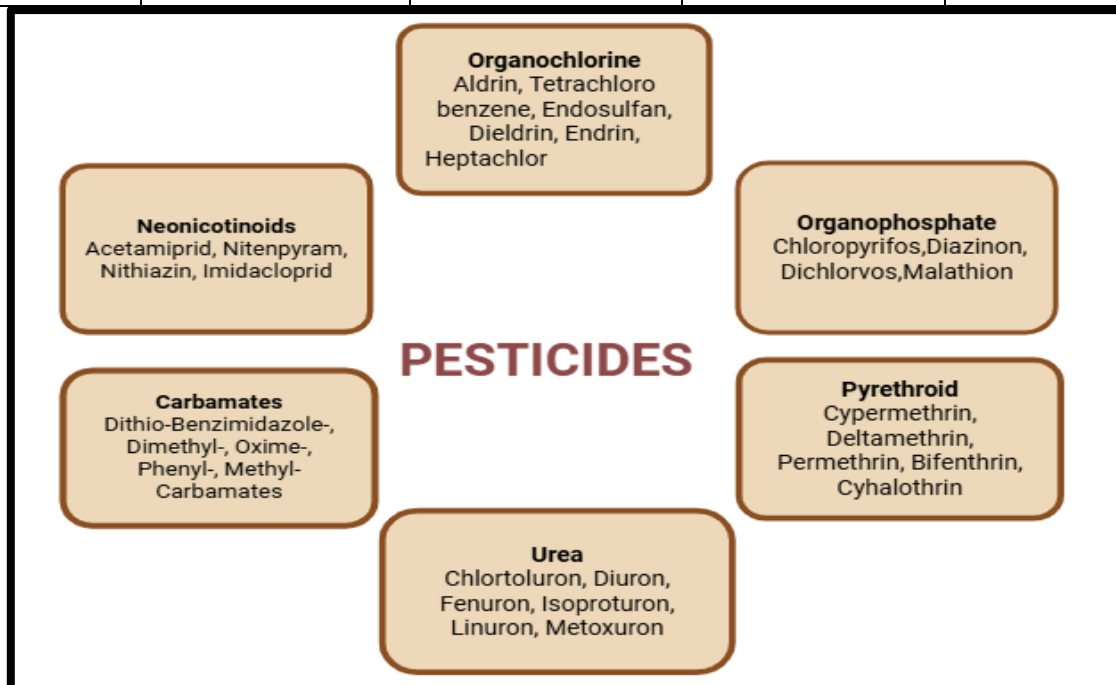 Organochlorine
Aldrin, Tetrachloro
benzene, Endosulfan,
Dieldrin, Endrin,
Heptachlor
Neonicotinoids
Acetamiprid, Nitenpyram,
Nithiazin, Imidacloprid
Organophosphate
Chloropyrifos,Diazinon,
Dichlorvos,Malathion
PESTICIDES
Carbamates
Dithio-Benzimidazole-,
Dimethyl-, Oxime-,
Phenyl-, Methyl-
Carbamates
Pyrethroid
Cypermethrin,
Deltamethrin,
Permethrin, Bifenthrin,
Cyhalothrin
Urea
Chlortoluron, Diuron,
Fenuron, Isoproturon,
Linuron, Metoxuron